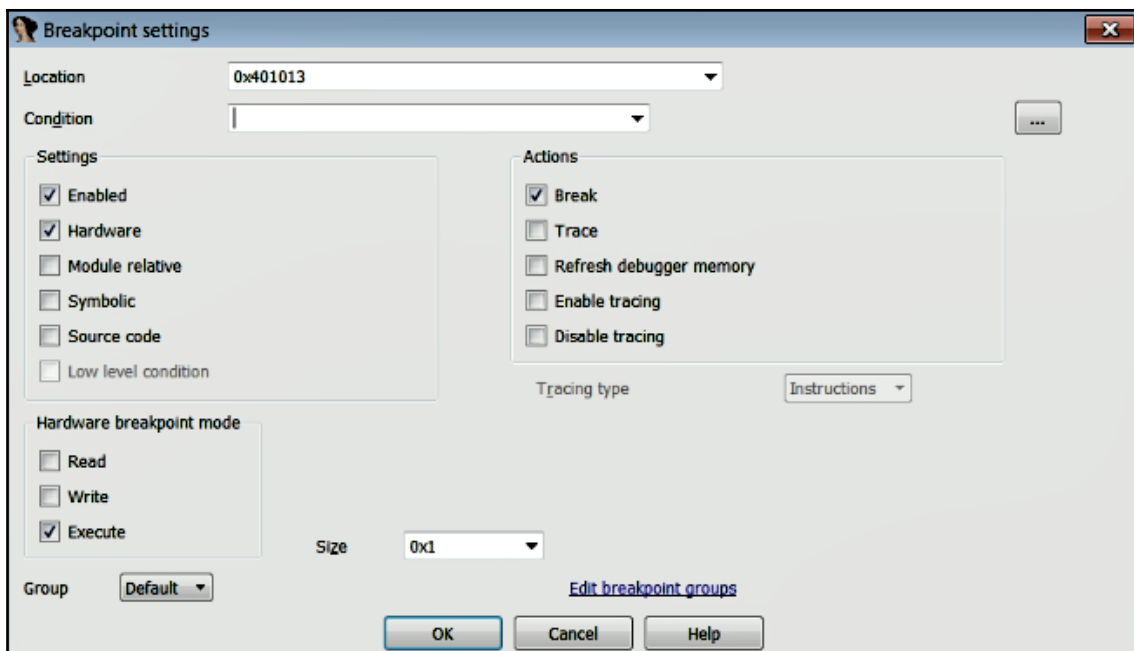 Breakpoint settings
Location 0x401013
Condition ...
Settings
Enabled
Hardware
Module relative
Symbolic
Source code
Low level condition
Actions
Break
Trace
Refresh debugger memory
Enable tracing
Disable tracing
Tracing type Instructions
Hardware breakpoint mode
Read
Write
Execute
Size 0x1
Group Default Edit breakpoint groups
OK Cancel Help